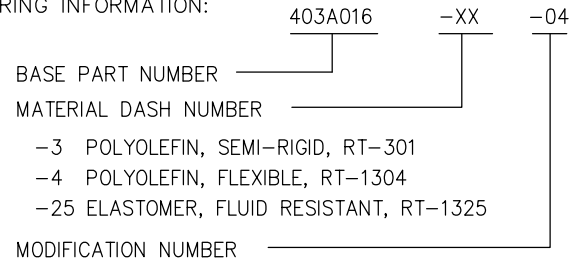 RING INFORMATION:
403A016 -XX -04
BASE PART NUMBER
MATERIAL DASH NUMBER
-3 POLYOLEFIN, SEMI-RIGID, RT-301
-4 POLYOLEFIN, FLEXIBLE, RT-1304
-25 ELASTOMER, FLUID RESISTANT, RT-1325
MODIFICATION NUMBER